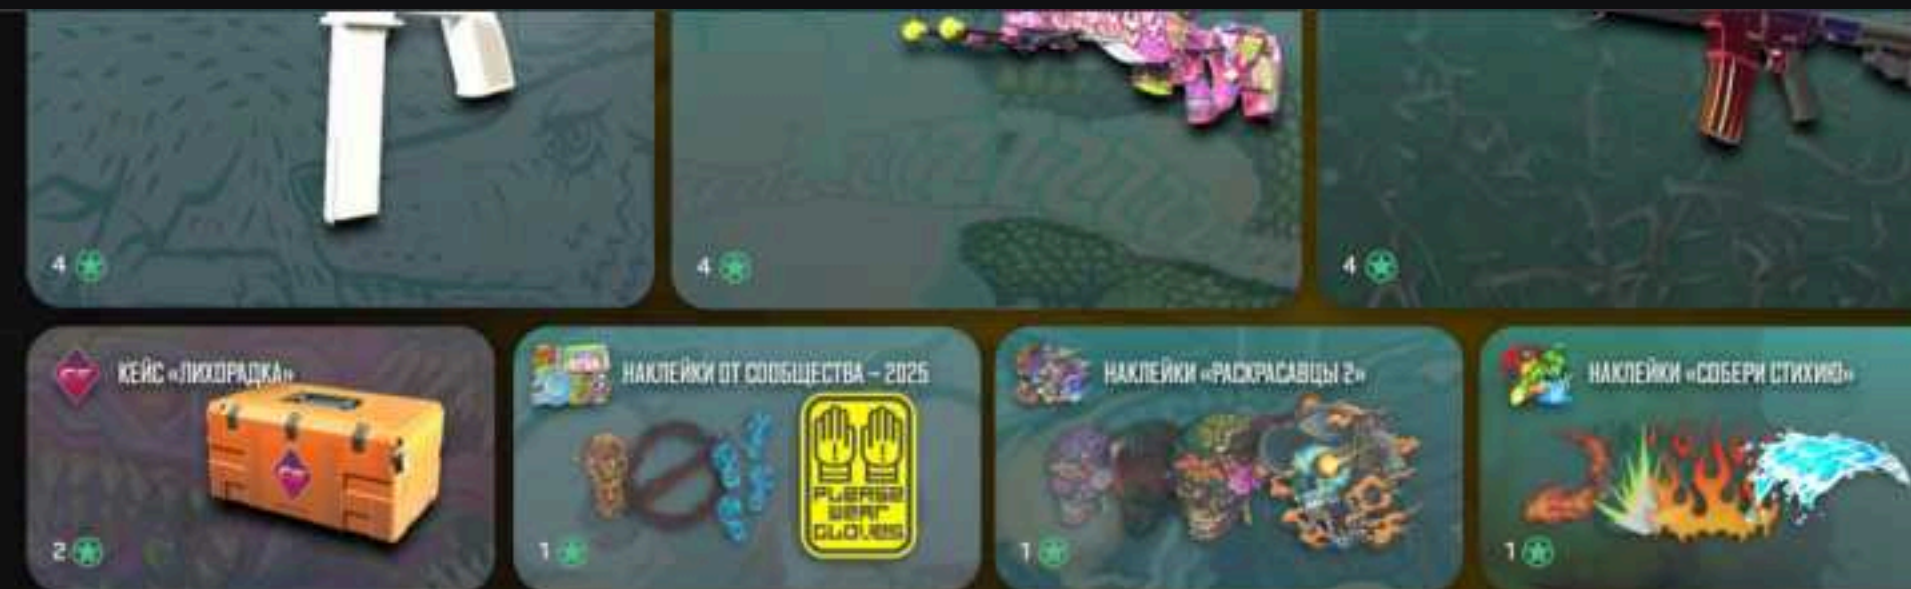 4
4
4
КЕЙС «ЛИХОРАДКА»
НАКЛЕЙКИ ОТ СООБЩЕСТВА – 2025
НАКЛЕЙКИ «РАСКРАСАВЦЫ 2»
НАКЛЕЙКИ «СОБЕРИ СТИХИЮ»
PLEASE
WEAR
GLOVES
2
1
1
1